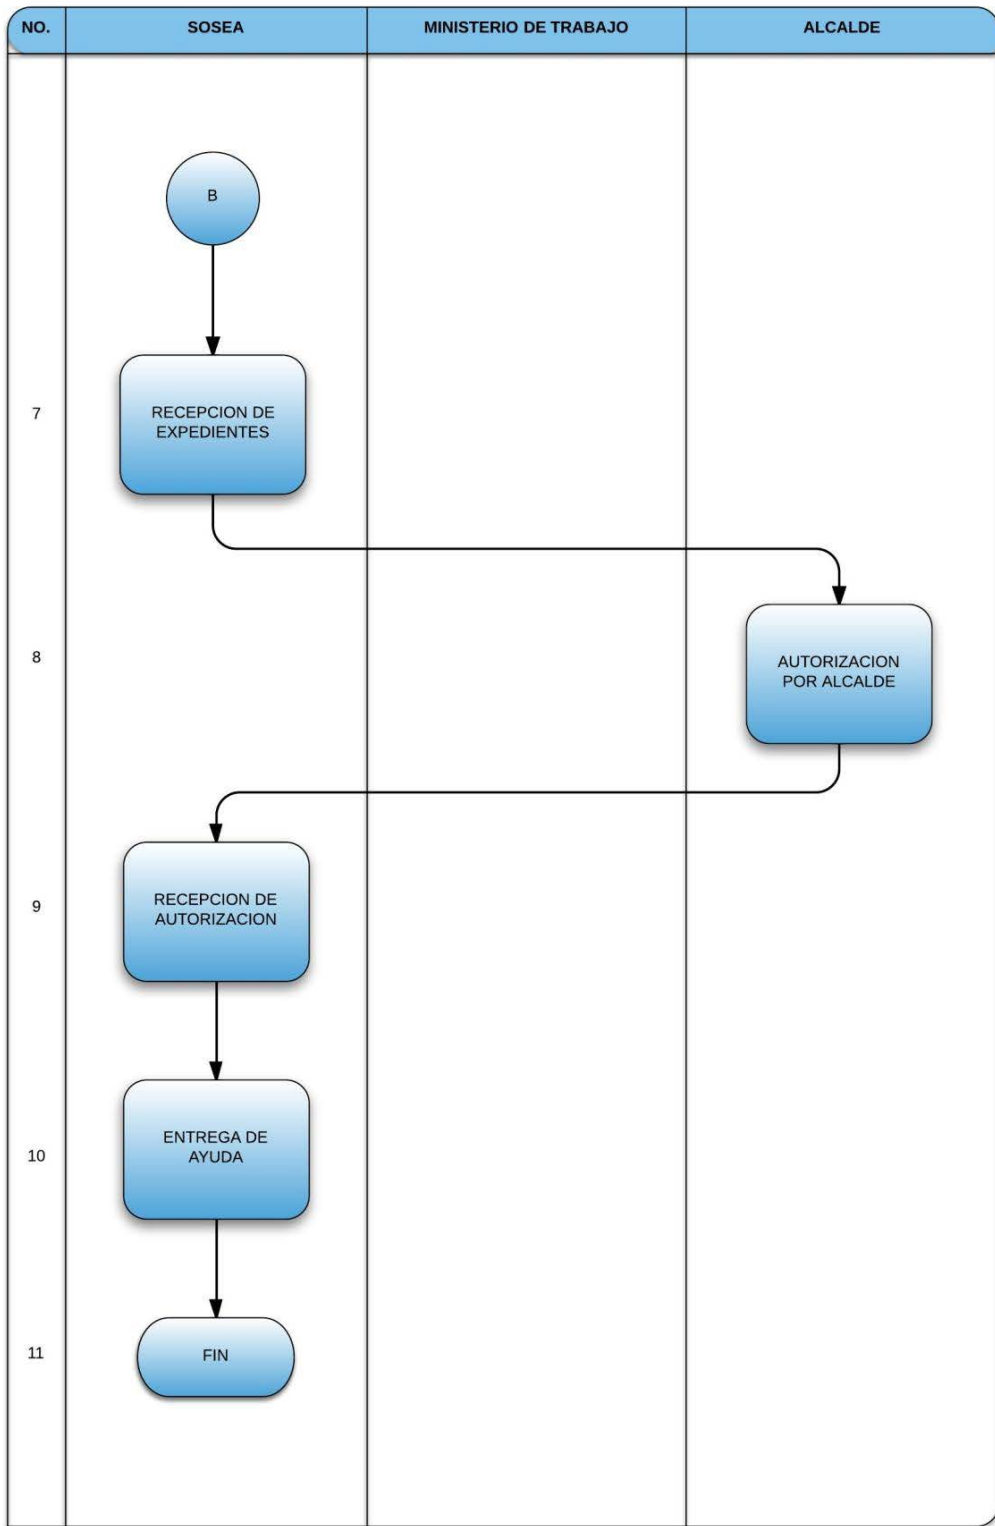 NO. SOSEA MINISTERIO DE TRABAJO ALCALDE
B
7
RECEPCION DE
EXPEDIENTES
8
AUTORIZACION
POR ALCALDE
9
RECEPCION DE
AUTORIZACION
10
ENTREGA DE
AYUDA
11
FIN